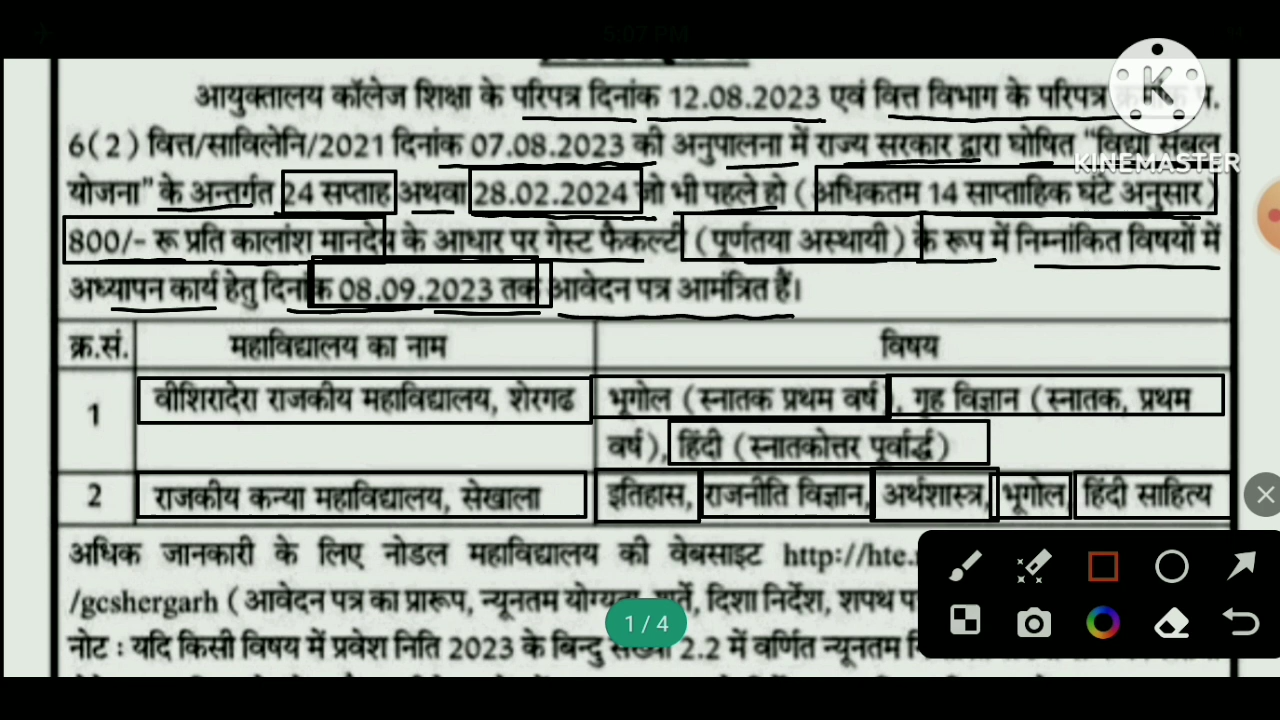 5:07 PM
आयुक्तालय कॉलेज शिक्षा के परिपत्र दिनांक 12.08.2023 एवं वित्त विभाग के परिपत्र
6(2) वित्त/साविलेनि/2021 दिनांक 07.08.2023 की अनुपालना में राज्य सरकार द्वारा घोषित "विद्या संबल
योजना" के अन्तर्गत 24 सप्ताह अथवा 28.02.2024 जो भी पहले हो (अधिकतम 14 साप्ताहिक घंटे अनुसार)
800/- रू प्रति कालांश मानदेय के आधार पर गेस्ट फैकल्टी (पूर्णतया अस्थायी) के रूप में निम्नांकित विषयों में
अध्यापन कार्य हेतु दिनांक 08.09.2023 तक आवेदन पत्र आमंत्रित हैं।
क्र.सं. महाविद्यालय का नाम विषय
1 वीशिरादेरा राजकीय महाविद्यालय, शेरगढ भूगोल (स्नातक प्रथम वर्ष), गृह विज्ञान (स्नातक, प्रथम
वर्ष), हिंदी (स्नातकोत्तर पूर्वार्द्ध)
2 राजकीय कन्या महाविद्यालय, सेखाला इतिहास, राजनीति विज्ञान, अर्थशास्त्र, भूगोल, हिंदी साहित्य
अधिक जानकारी के लिए नोडल महाविद्यालय की वेबसाइट http://hte.
/gcshergarh (आवेदन पत्र का प्रारूप, न्यूनतम योग्यता शर्ते, दिशा निर्देश, शपथ
नोट : यदि किसी विषय में प्रवेश निति 2023 के बिन्दु संख्या 2.2 में वर्णित न्यूनतम
1 / 4
K
KINEMASTER